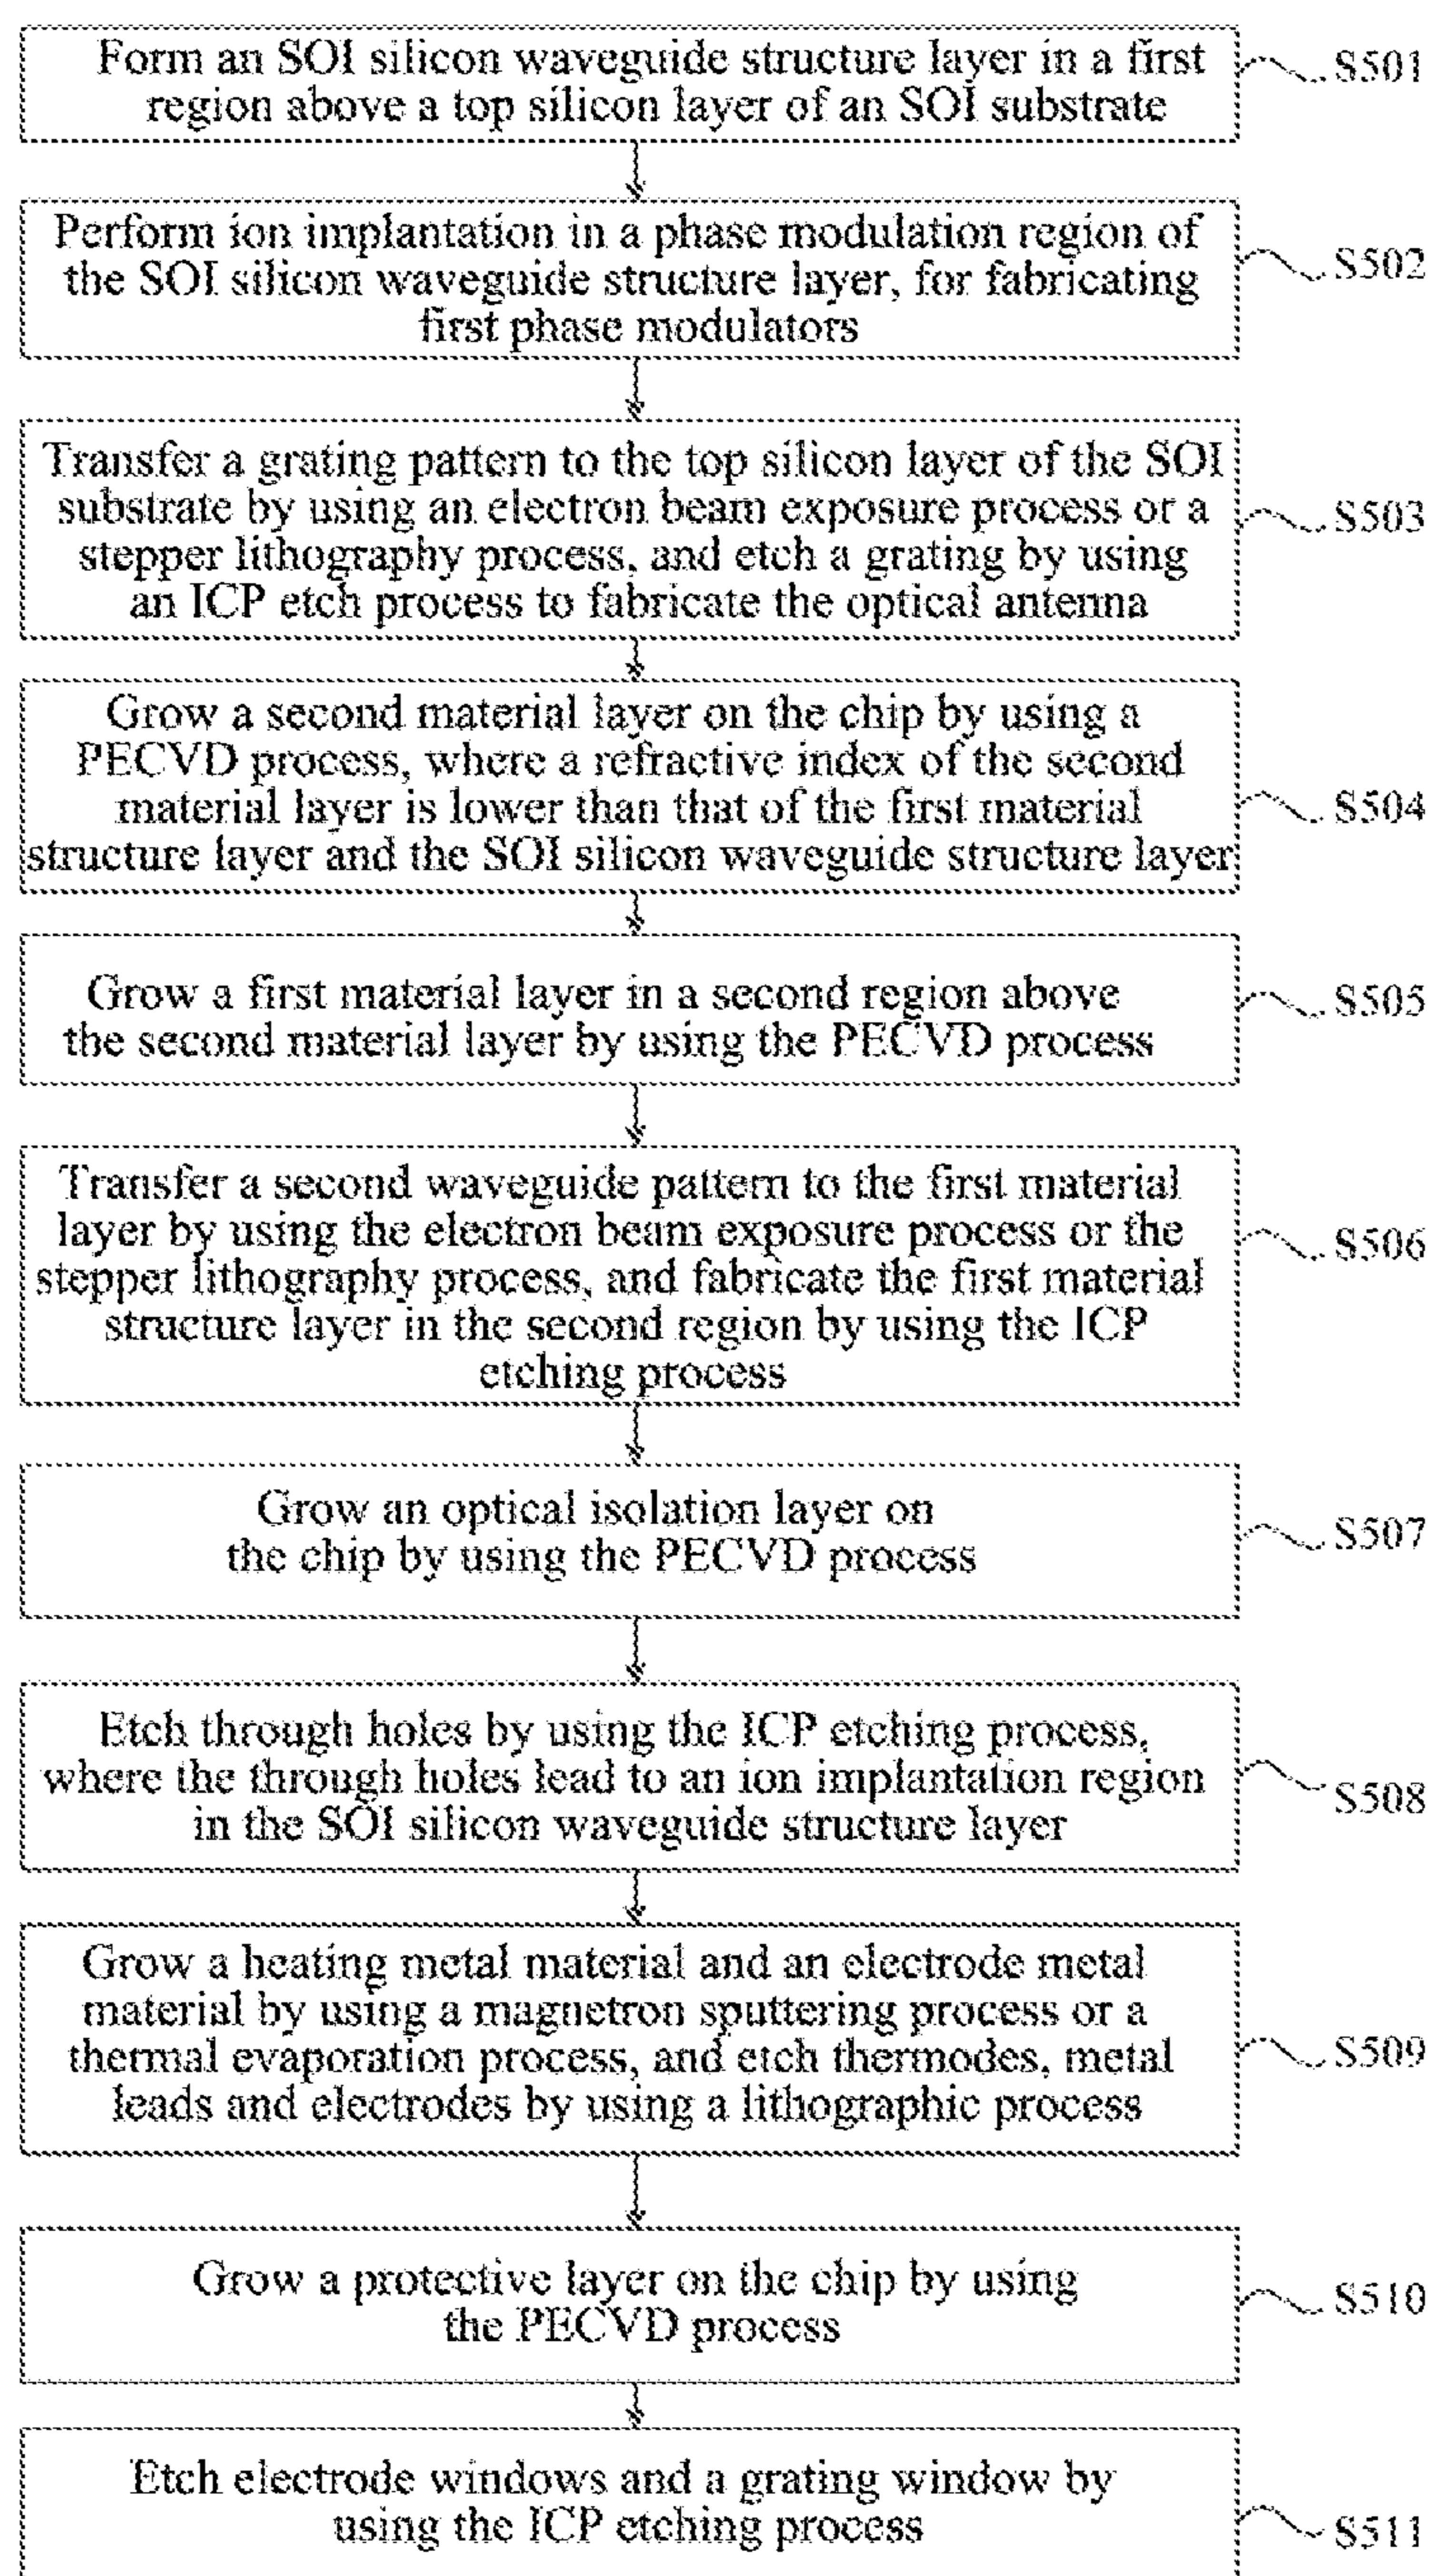 Form an SOI silicon waveguide structure layer in a first
region above a top silicon layer of an SOI substrate
S501
Perform ion implantation in a phase modulation region of
the SOI silicon waveguide structure layer, for fabricating
first phase modulators
S502
Transfer a grating pattern to the top silicon layer of the SOI
substrate by using an electron beam exposure process or a
stepper lithography process, and etch a grating by using
an ICP etch process to fabricate the optical antenna
S503
Grow a second material layer on the chip by using a
PECVD process, where a refractive index of the second
material layer is lower than that of the first material
structure layer and the SOI silicon waveguide structure layer
S504
Grow a first material layer in a second region above
the second material layer by using the PECVD process
S505
Transfer a second waveguide pattern to the first material
layer by using the electron beam exposure process or the
stepper lithography process, and fabricate the first material
structure layer in the second region by using the ICP
etching process
S506
Grow an optical isolation layer on
the chip by using the PECVD process
S507
Etch through holes by using the ICP etching process,
where the through holes lead to an ion implantation region
in the SOI silicon waveguide structure layer
S508
Grow a heating metal material and an electrode metal
material by using a magnetron sputtering process or a
thermal evaporation process, and etch thermodes, metal
leads and electrodes by using a lithographic process
S509
Grow a protective layer on the chip by using
the PECVD process
S510
Etch electrode windows and a grating window by
using the ICP etching process
S511